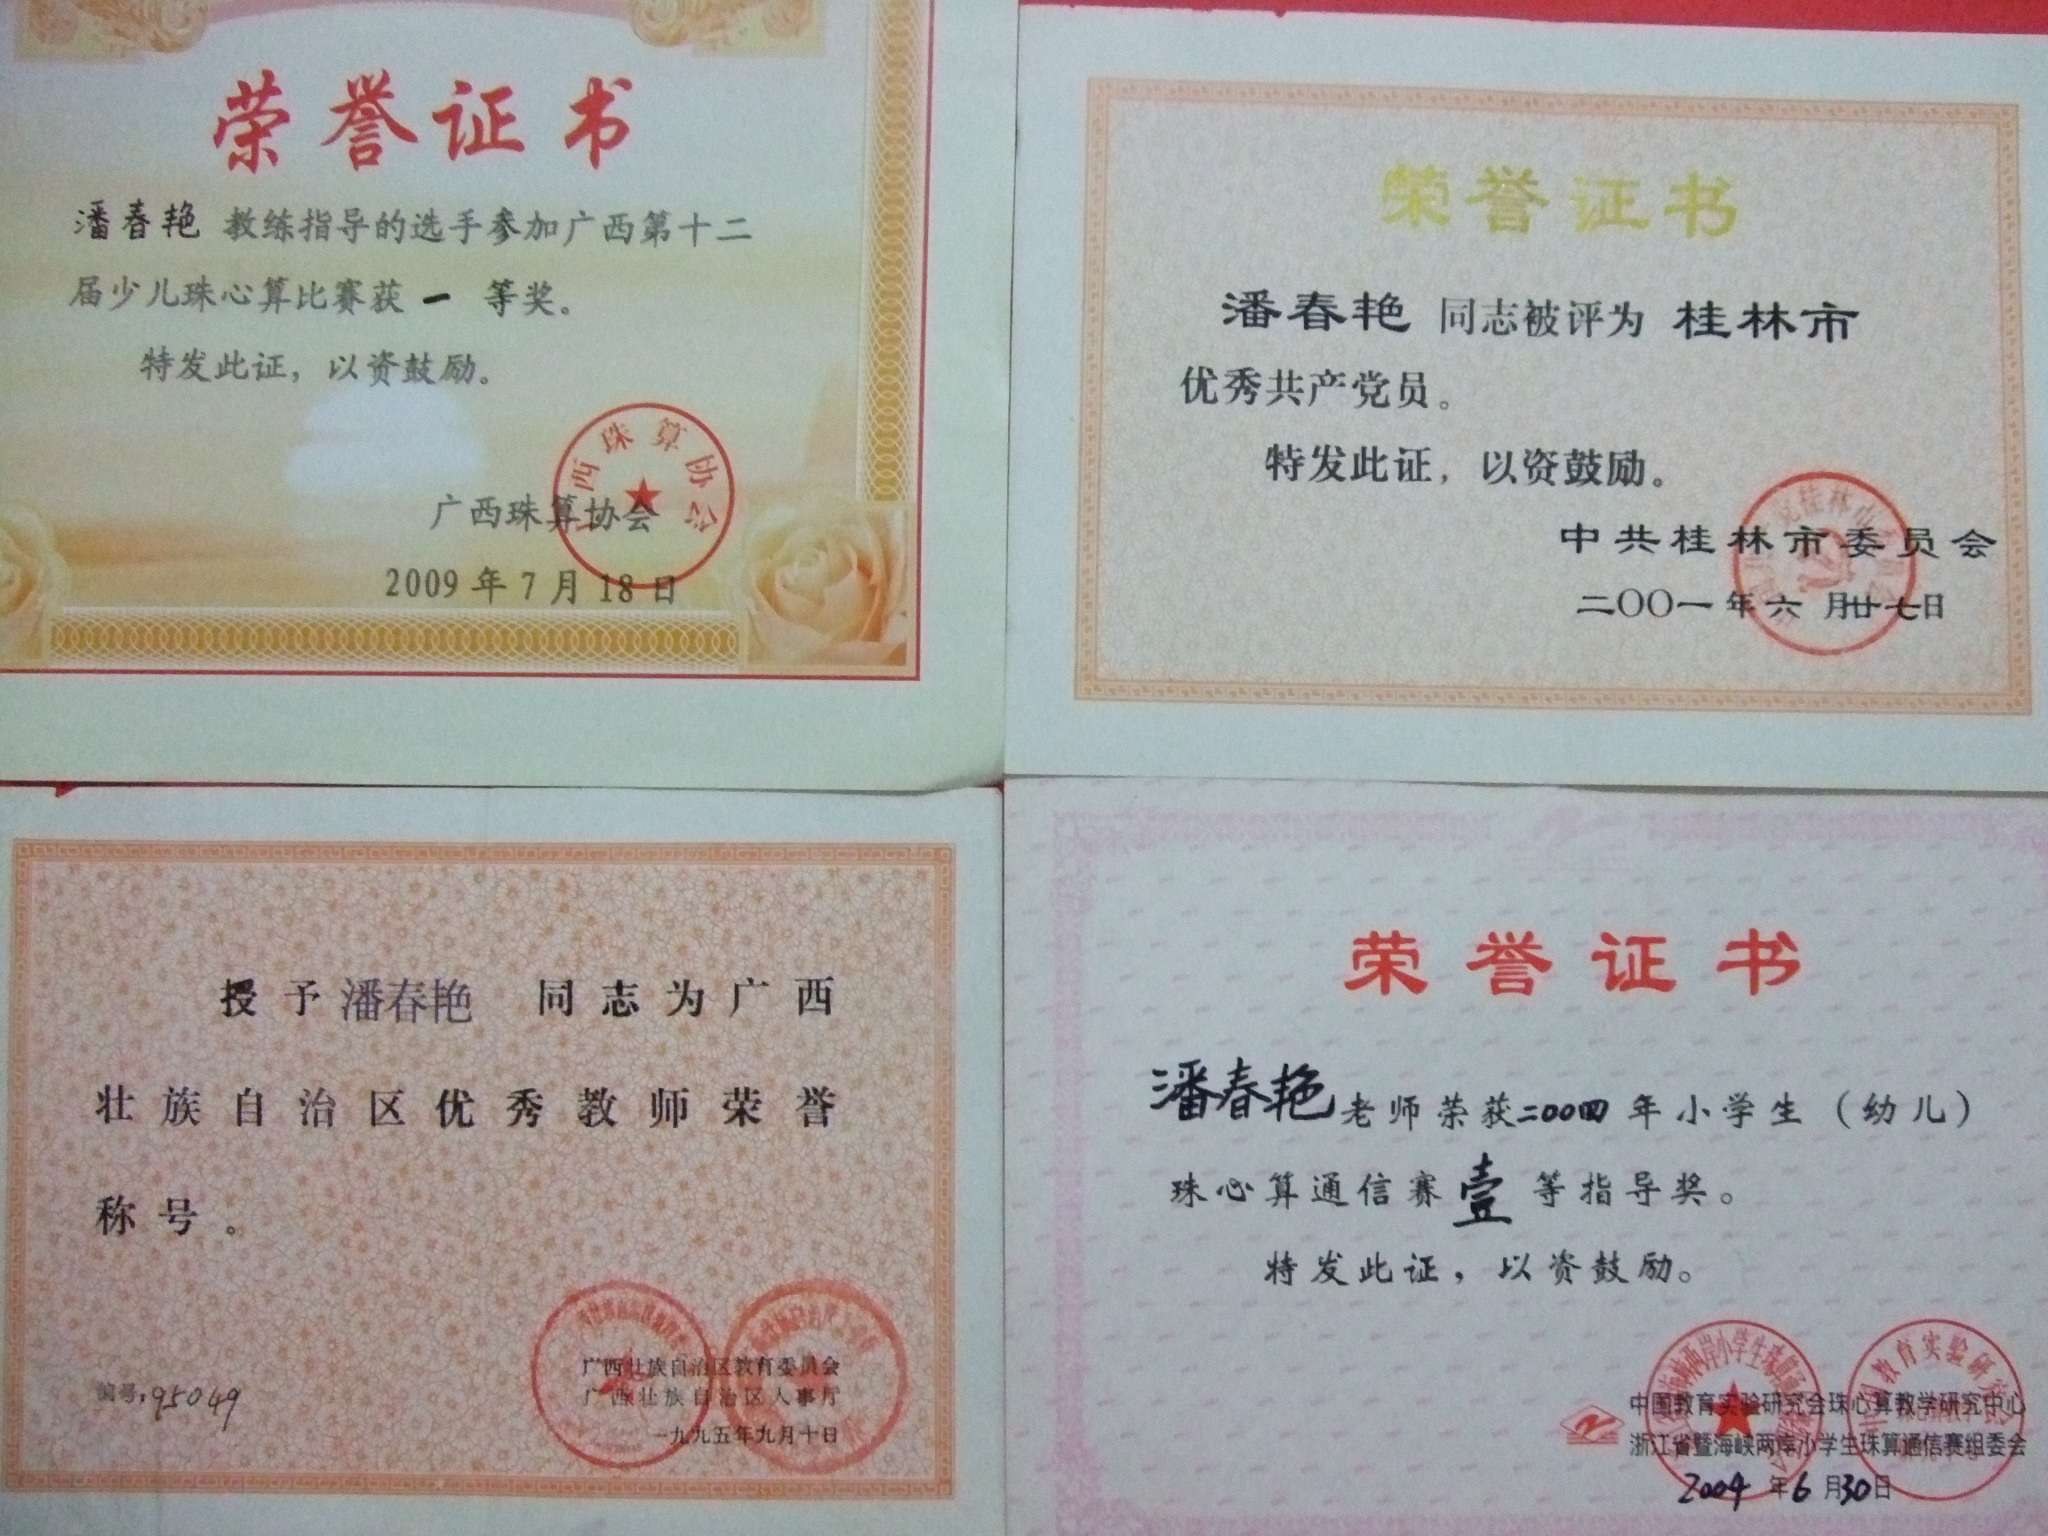 荣誉证书
潘春艳 教练指导的选手参加广西第十二
届少儿珠心算比赛获 一 等奖。
特发此证，以资鼓励。
西珠算协会
广西珠算协会
2009年7月18日
荣誉证书
潘春艳 同志被评为 桂林市
优秀共产党员。
特发此证，以资鼓励。
中共桂林市委员会
二〇〇一年六月廿七日
授予潘春艳 同志为广西
壮族自治区优秀教师荣誉
称号。
编号:95049
广西壮族自治区教育委员会
广西壮族自治区人事厅
一九九五年九月十日
荣誉证书
潘春艳老师荣获二〇〇四年小学生（幼儿）
珠心算通信赛壹等指导奖。
特发此证，以资鼓励。
中国教育实验研究会珠心算教学研究中心
浙江省暨海峡两岸小学生珠算通信赛组委会
2004年6月30日